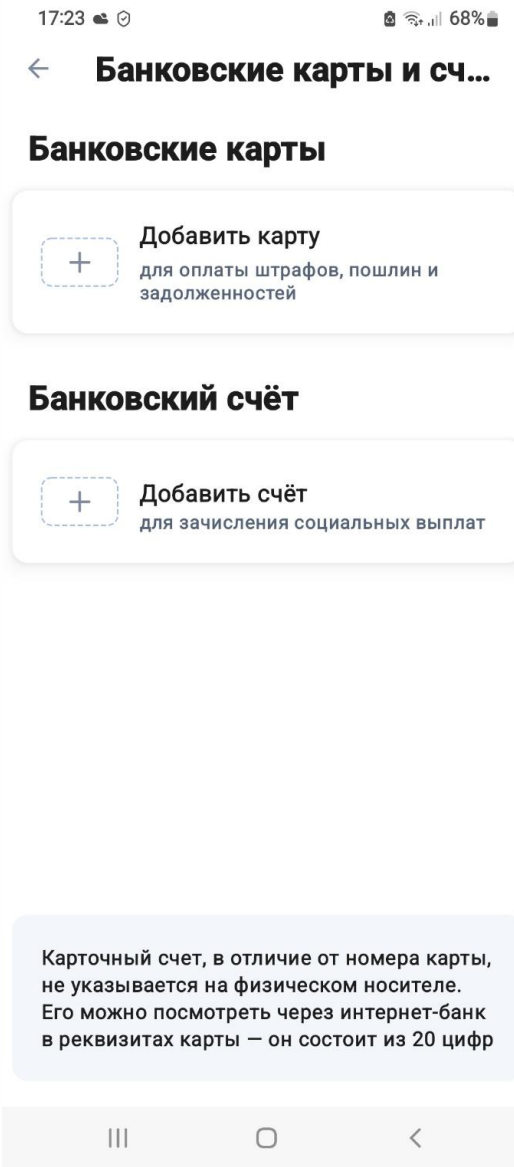 17:23
68%
Банковские карты и сч...
Банковские карты
Добавить карту
для оплаты штрафов, пошлин и
задолженностей
Банковский счёт
Добавить счёт
для зачисления социальных выплат
Карточный счет, в отличие от номера карты,
не указывается на физическом носителе.
Его можно посмотреть через интернет-банк
в реквизитах карты — он состоит из 20 цифр